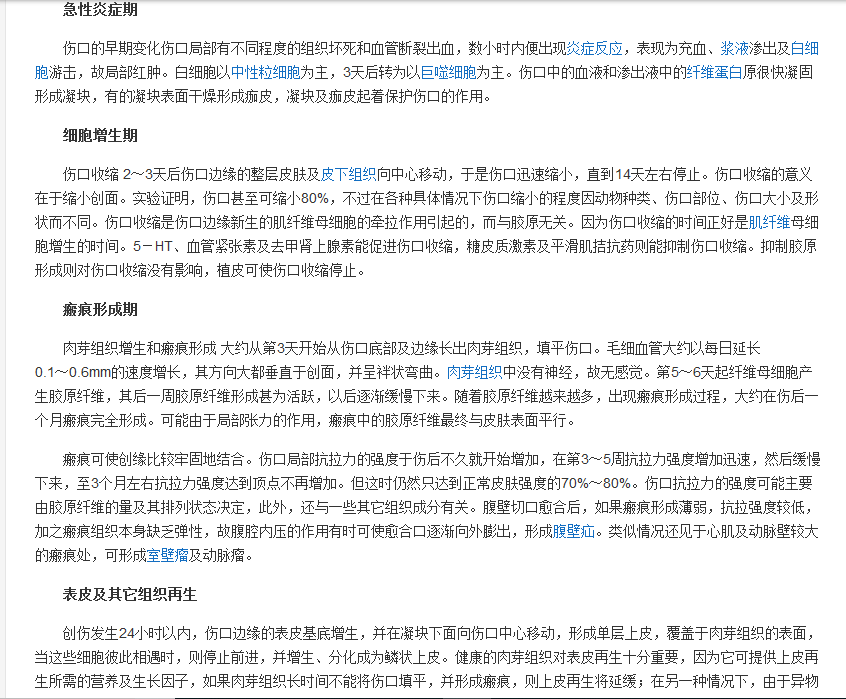 急性炎症期
伤口的早期变化伤口局部有不同程度的组织坏死和血管断裂出血，数小时内便出现炎症反应，表现为充血、浆液渗出及白细
胞游击，故局部红肿。白细胞以中性粒细胞为主，3天后转为以巨噬细胞为主。伤口中的血液和渗出液中的纤维蛋白原很快凝固
形成凝块，有的凝块表面干燥形成痂皮，凝块及痂皮起着保护伤口的作用。
细胞增生期
伤口收缩 2～3天后伤口边缘的整层皮肤及皮下组织向中心移动，于是伤口迅速缩小，直到14天左右停止。伤口收缩的意义
在于缩小创面。实验证明，伤口甚至可缩小80%，不过在各种具体情况下伤口缩小的程度因动物种类、伤口部位、伤口大小及形
状而不同。伤口收缩是伤口边缘新生的肌纤维母细胞的牵拉作用引起的，而与胶原无关。因为伤口收缩的时间正好是肌纤维母细
胞增生的时间。5－HT、血管紧张素及去甲肾上腺素能促进伤口收缩，糖皮质激素及平滑肌拮抗药则能抑制伤口收缩。抑制胶原
形成则对伤口收缩没有影响，植皮可使伤口收缩停止。
瘢痕形成期
肉芽组织增生和瘢痕形成 大约从第3天开始从伤口底部及边缘长出肉芽组织，填平伤口。毛细血管大约以每日延长
0.1～0.6mm的速度增长，其方向大都垂直于创面，并呈袢状弯曲。肉芽组织中没有神经，故无感觉。第5～6天起纤维母细胞产
生胶原纤维，其后一周胶原纤维形成甚为活跃，以后逐渐缓慢下来。随着胶原纤维越来越多，出现瘢痕形成过程，大约在伤后一
个月瘢痕完全形成。可能由于局部张力的作用，瘢痕中的胶原纤维最终与皮肤表面平行。
瘢痕可使创缘比较牢固地结合。伤口局部抗拉力的强度于伤后不久就开始增加，在第3～5周抗拉力强度增加迅速，然后缓慢
下来，至3个月左右抗拉力强度达到顶点不再增加。但这时仍然只达到正常皮肤强度的70%～80%。伤口抗拉力的强度可能主要
由胶原纤维的量及其排列状态决定，此外，还与一些其它组织成分有关。腹壁切口愈合后，如果瘢痕形成薄弱，抗拉强度较低，
加之瘢痕组织本身缺乏弹性，故腹腔内压的作用有时可使愈合口逐渐向外膨出，形成腹壁疝。类似情况还见于心肌及动脉壁较大
的瘢痕处，可形成室壁瘤及动脉瘤。
表皮及其它组织再生
创伤发生24小时以内，伤口边缘的表皮基底增生，并在凝块下面向伤口中心移动，形成单层上皮，覆盖于肉芽组织的表面，
当这些细胞彼此相遇时，则停止前进，并增生、分化成为鳞状上皮。健康的肉芽组织对表皮再生十分重要，因为它可提供上皮再
生所需的营养及生长因子，如果肉芽组织长时间不能将伤口填平，并形成瘢痕，则上皮再生将延缓；在另一种情况下，由于异物